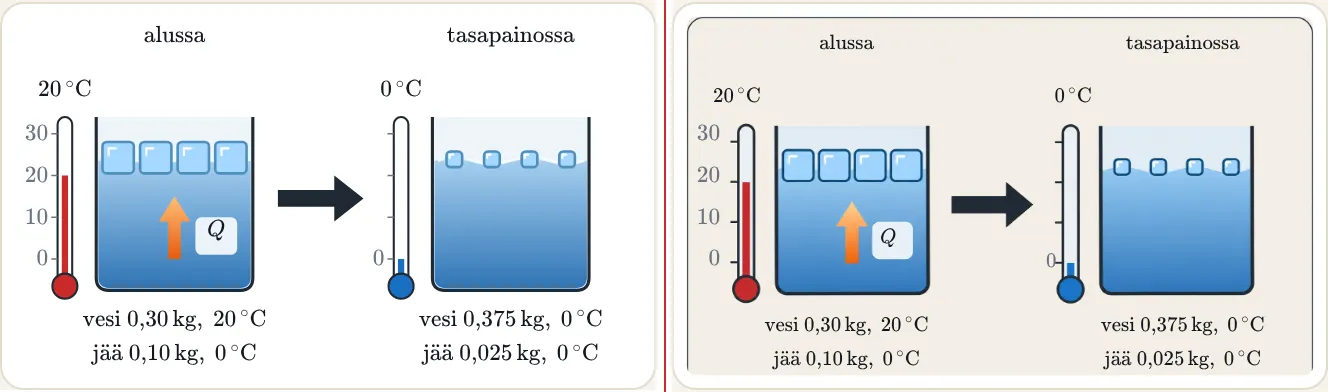 alussa
tasapainossa
20 °C
0 °C
30
20
10
0
0
Q
vesi 0,30 kg, 20 °C
jää 0,10 kg, 0 °C
vesi 0,375 kg, 0 °C
jää 0,025 kg, 0 °C
alussa
tasapainossa
20 °C
0 °C
30
20
10
0
0
Q
vesi 0,30 kg, 20 °C
jää 0,10 kg, 0 °C
vesi 0,375 kg, 0 °C
jää 0,025 kg, 0 °C